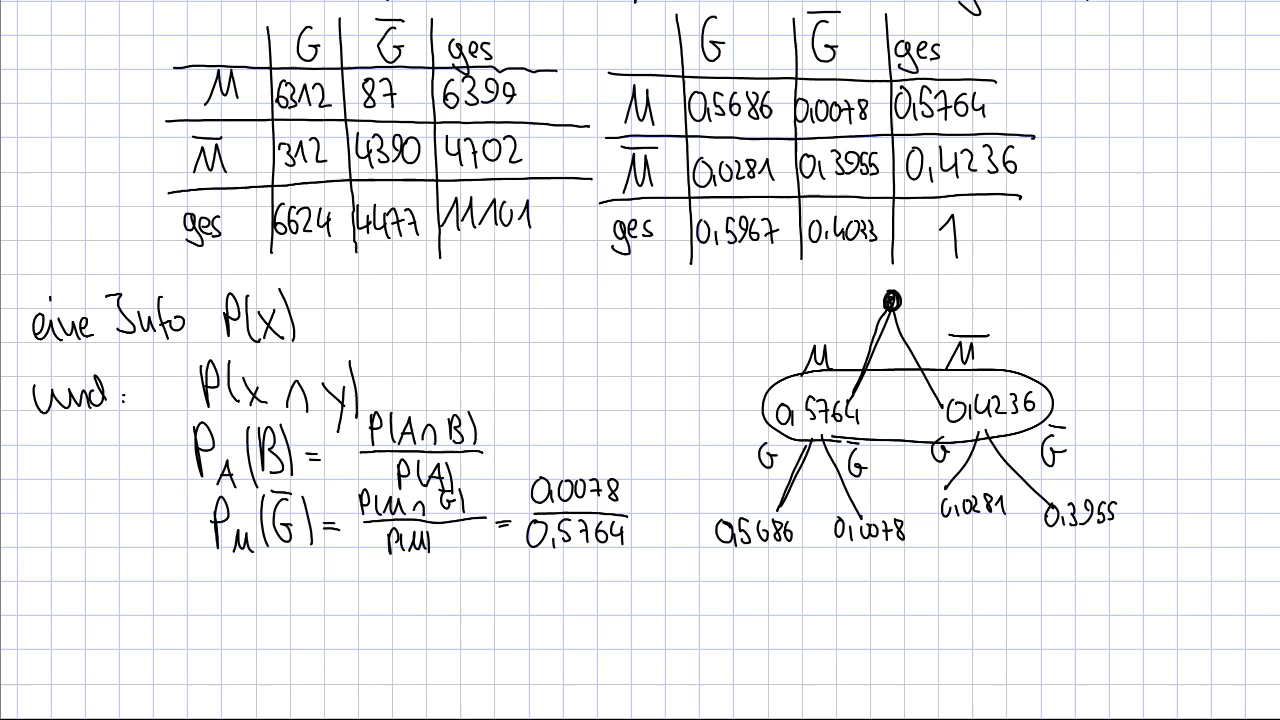 G G̅ ges
M 6312 87 6399
M̅ 312 4390 4702
ges 6624 4477 11101
G G̅ ges
M 0,5686 0,0078 0,5764
M̅ 0,0281 0,3955 0,4236
ges 0,5967 0,4033 1
eine Info P(X)
und: P(X ∩ Y)
P_A(B) = P(A∩B) / P(A)
P_M(G̅) = P(M∩G̅) / P(M) = 0,0078 / 0,5764
M M̅
0,5764 0,4236
G G̅ G G̅
0,5686 0,0078 0,0281 0,3955